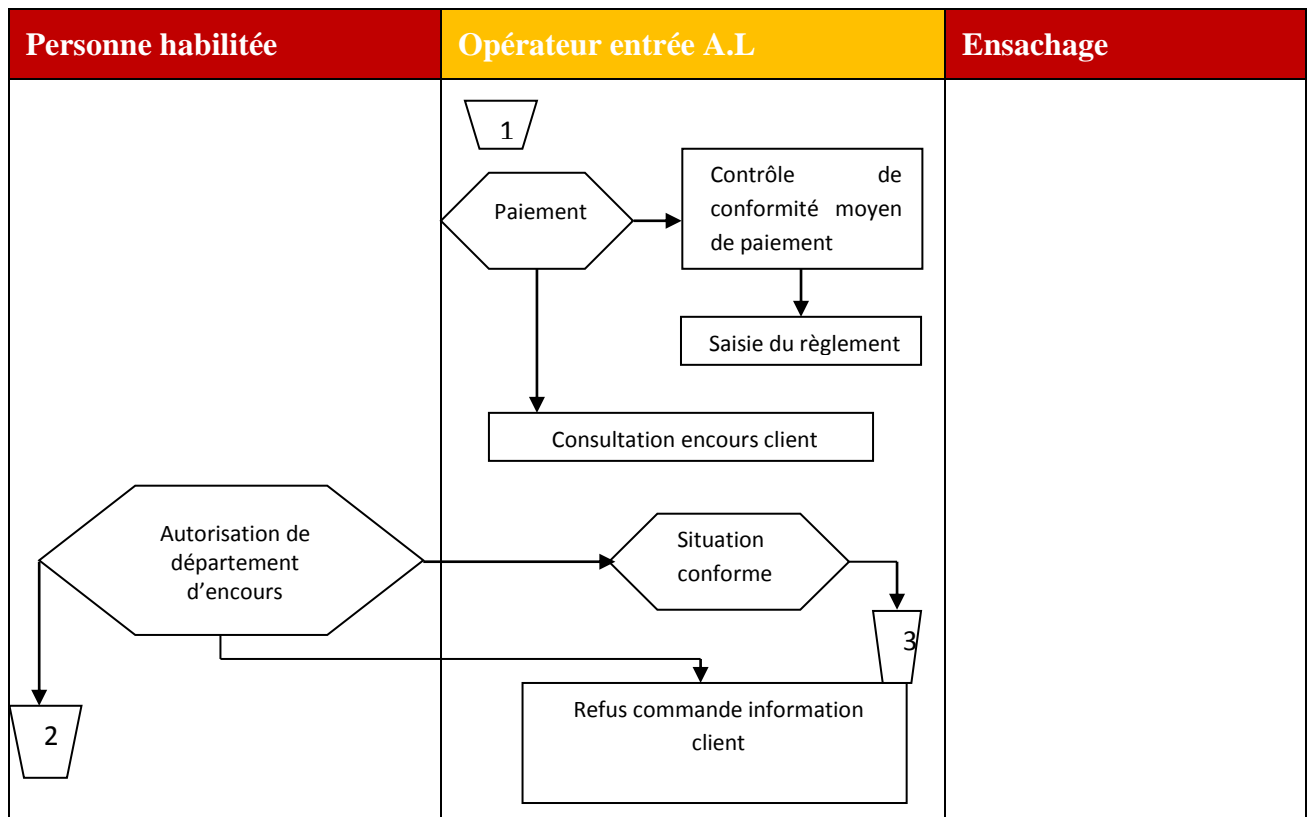 Personne habilitée
Opérateur entrée A.L
Ensachage
1
Paiement
Contrôle de
conformité moyen
de paiement
Saisie du règlement
Consultation encours client
Autorisation de
département
d'encours
Situation
conforme
3
2
Refus commande information
client